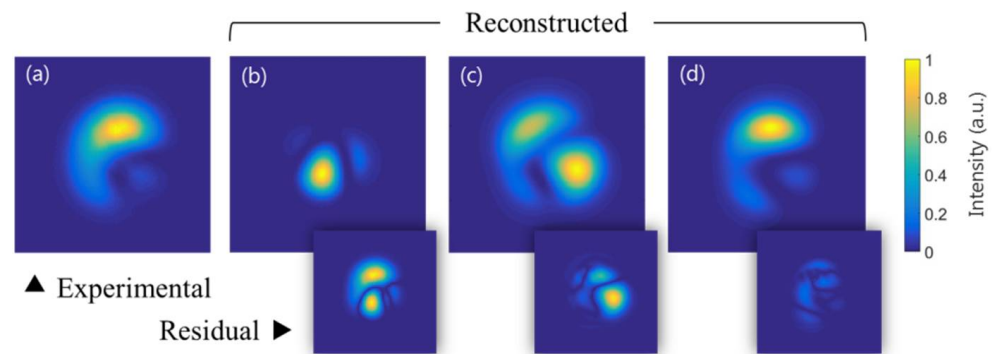 Reconstructed
(a)
(b)
(c)
(d)
1
0.8
0.6
0.4
0.2
0
Intensity (a.u.)
▲ Experimental
Residual ▶